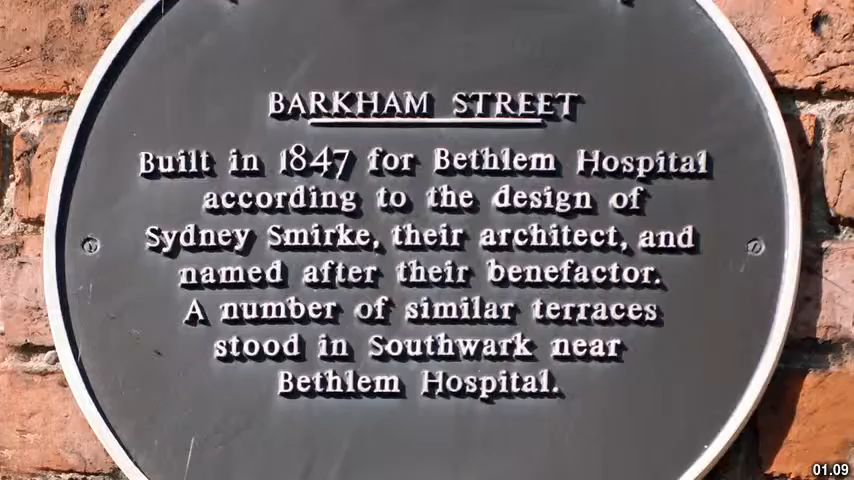 BARKHAM STREET
Built in 1847 for Bethlem Hospital
according to the design of
Sydney Smirke, their architect, and
named after their benefactor.
A number of similar terraces
stood in Southwark near
Bethlem Hospital.
01.09